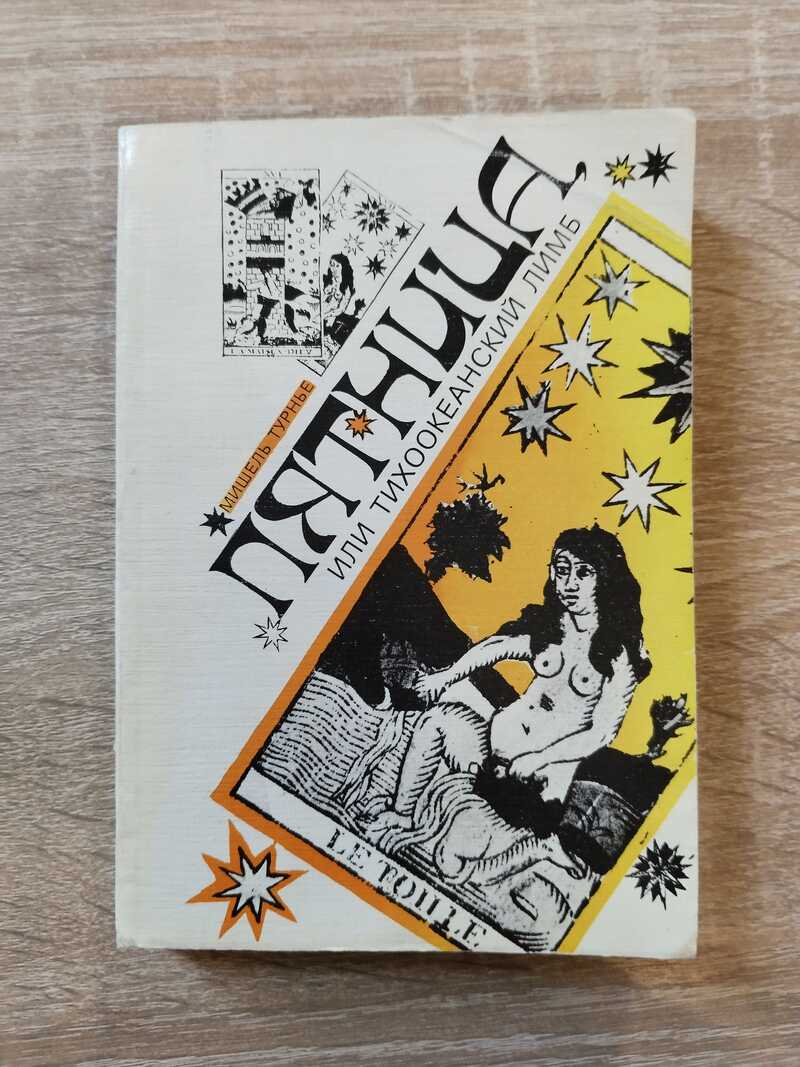 МИШЕЛЬ ТУРНЬЕ
ПЯТНИЦА,
ИЛИ ТИХООКЕАНСКИЙ ЛИМБ
LE TOILLE